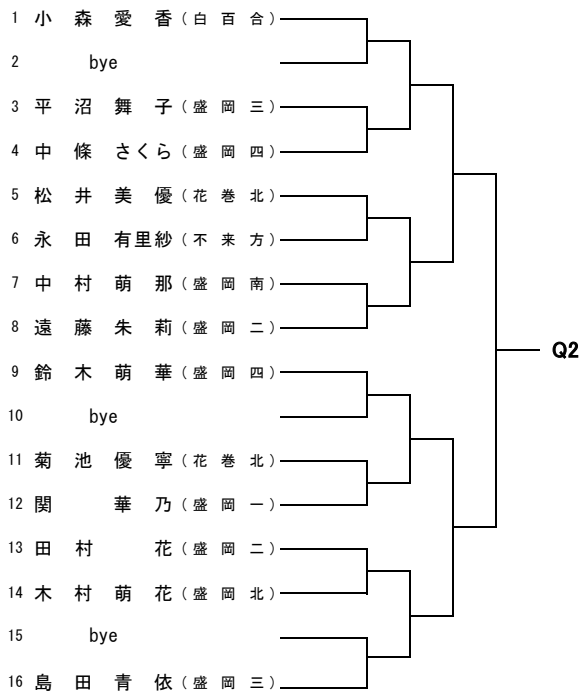 1 小森愛香(白百合)
2 bye
3 平沼舞子(盛岡三)
4 中條さくら(盛岡四)
5 松井美優(花巻北)
6 永田有里紗(不来方)
7 中村萌那(盛岡南)
8 遠藤朱莉(盛岡二)
9 鈴木萌華(盛岡四)
10 bye
11 菊池優寧(花巻北)
12 関華乃(盛岡一)
13 田村花(盛岡二)
14 木村萌花(盛岡北)
15 bye
16 島田青依(盛岡三)
Q2